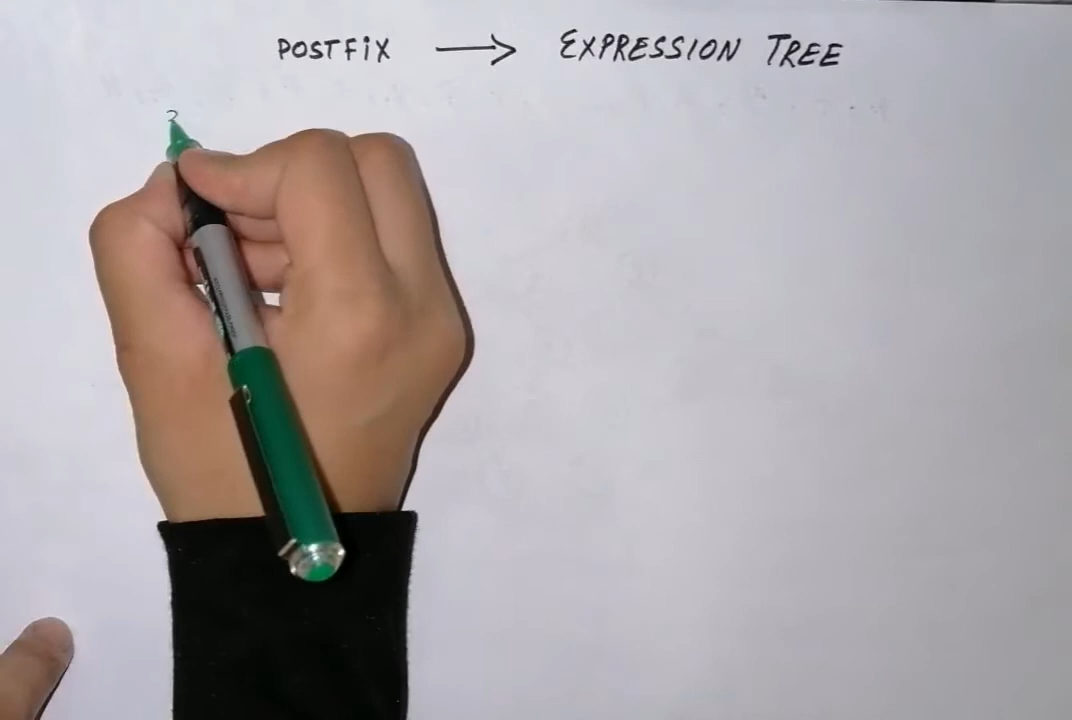 POSTFIX → EXPRESSION TREE